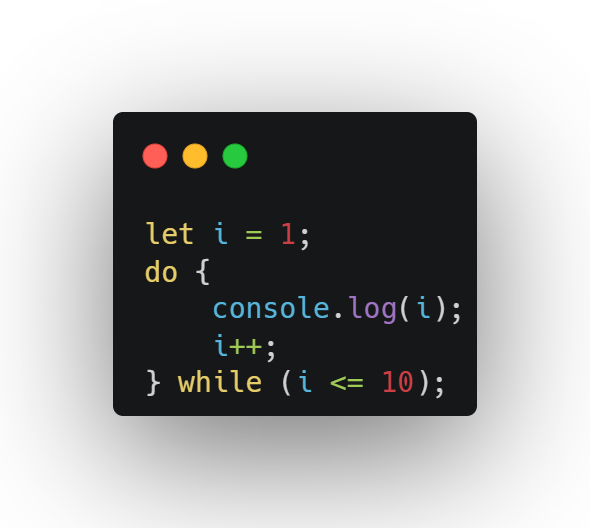 let i = 1;
do {
    console.log(i);
    i++;
} while (i <= 10);